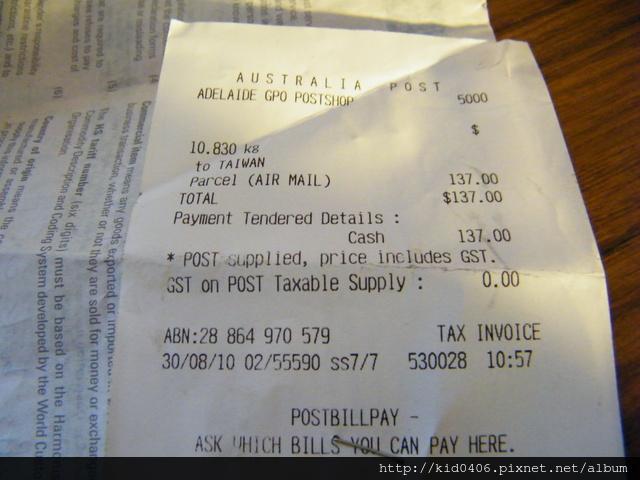 AUSTRALIA POST
ADELAIDE GPO POSTSHOP 5000
$
10.830 kg
to TAIWAN
Parcel (AIR MAIL) 137.00
TOTAL $137.00
Payment Tendered Details :
Cash 137.00
* POST supplied, price includes GST.
GST on POST Taxable Supply : 0.00
ABN:28 864 970 579 TAX INVOICE
30/08/10 02/55590 ss7/7 530028 10:57
POSTBILLPAY -
ASK WHICH BILLS YOU CAN PAY HERE.
Commercial item means any goods exported or imported
business transaction, whether or not they are sold for money or exchanged
The HS tariff number (six digits) must be based on the Harmonized
Commodity Description and Coding System developed by the World Customs
Organisation.
Country of origin means the
http://kid0406.pixnet.net/album